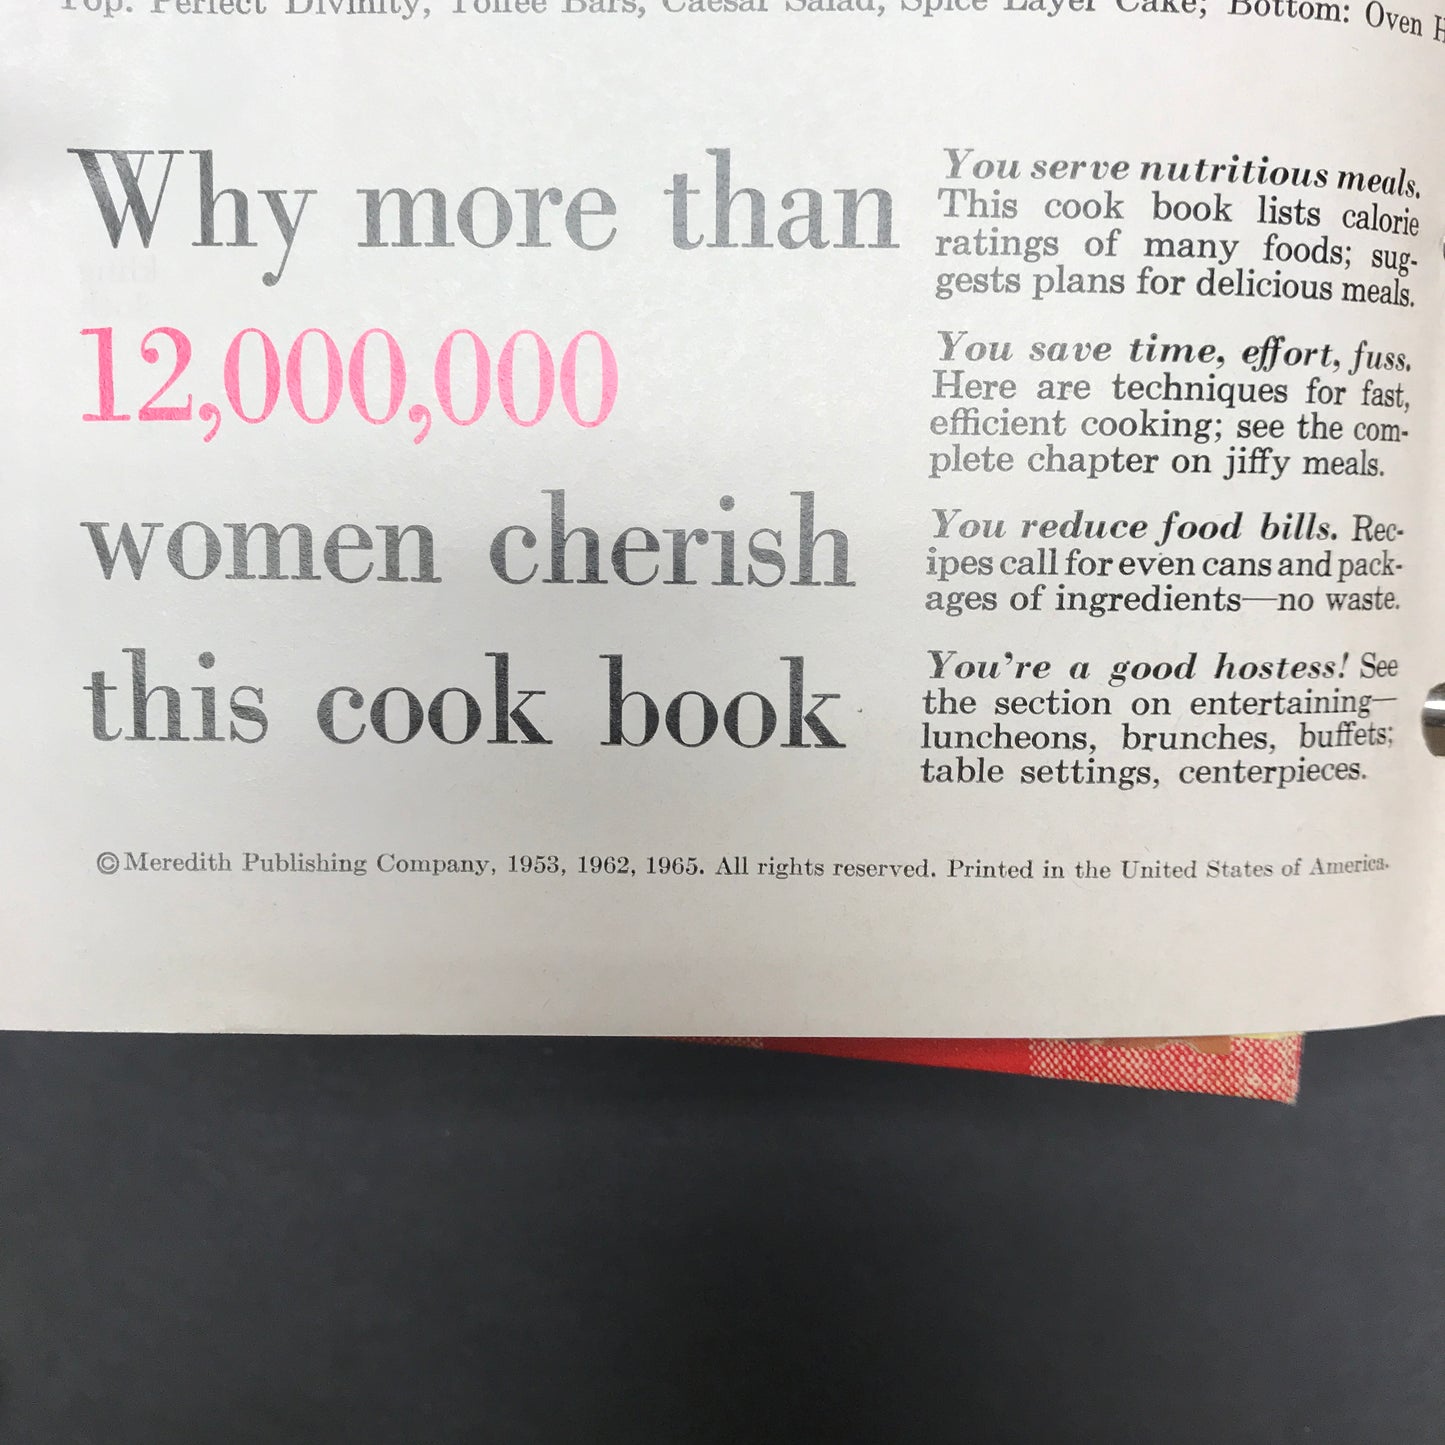 Top: Perfect Divinity, Toffee Bars, Caesar Salad, Spice Layer Cake; Bottom: Oven
Why more than
12,000,000
women cherish
this cook book
You serve nutritious meals.
This cook book lists calorie
ratings of many foods; sug-
gests plans for delicious meals.
You save time, effort, fuss.
Here are techniques for fast,
efficient cooking; see the com-
plete chapter on jiffy meals.
You reduce food bills. Rec-
ipes call for even cans and pack-
ages of ingredients—no waste.
You're a good hostess! See
the section on entertaining—
luncheons, brunches, buffets;
table settings, centerpieces.
©Meredith Publishing Company, 1953, 1962, 1965. All rights reserved. Printed in the United States of America.